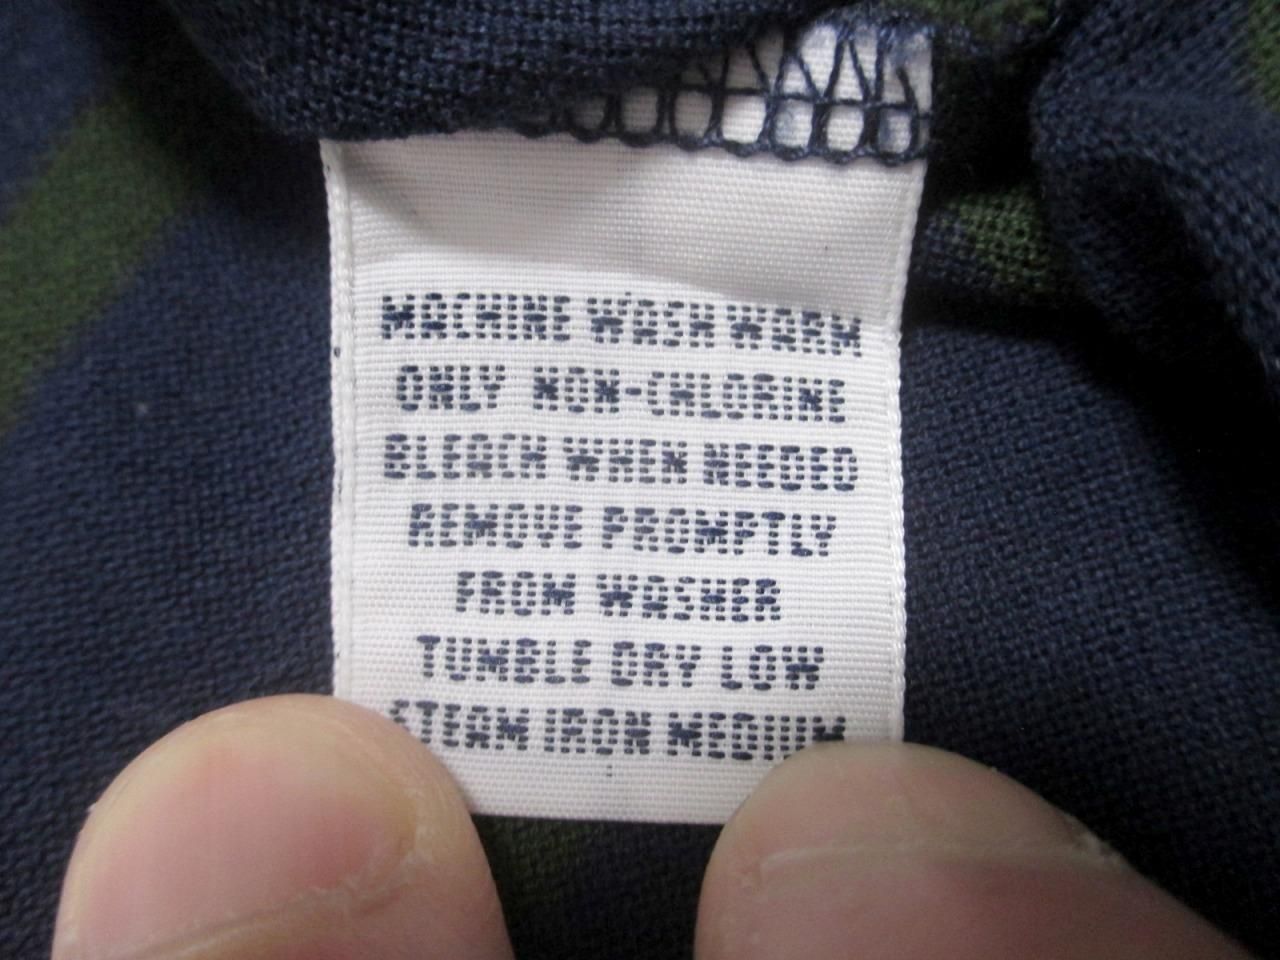 MACHINE WASH WARM
ONLY NON-CHLORINE
BLEACH WHEN NEEDED
REMOVE PROMPTLY
FROM WASHER
TUMBLE DRY LOW
STEAM IRON MEDIUM